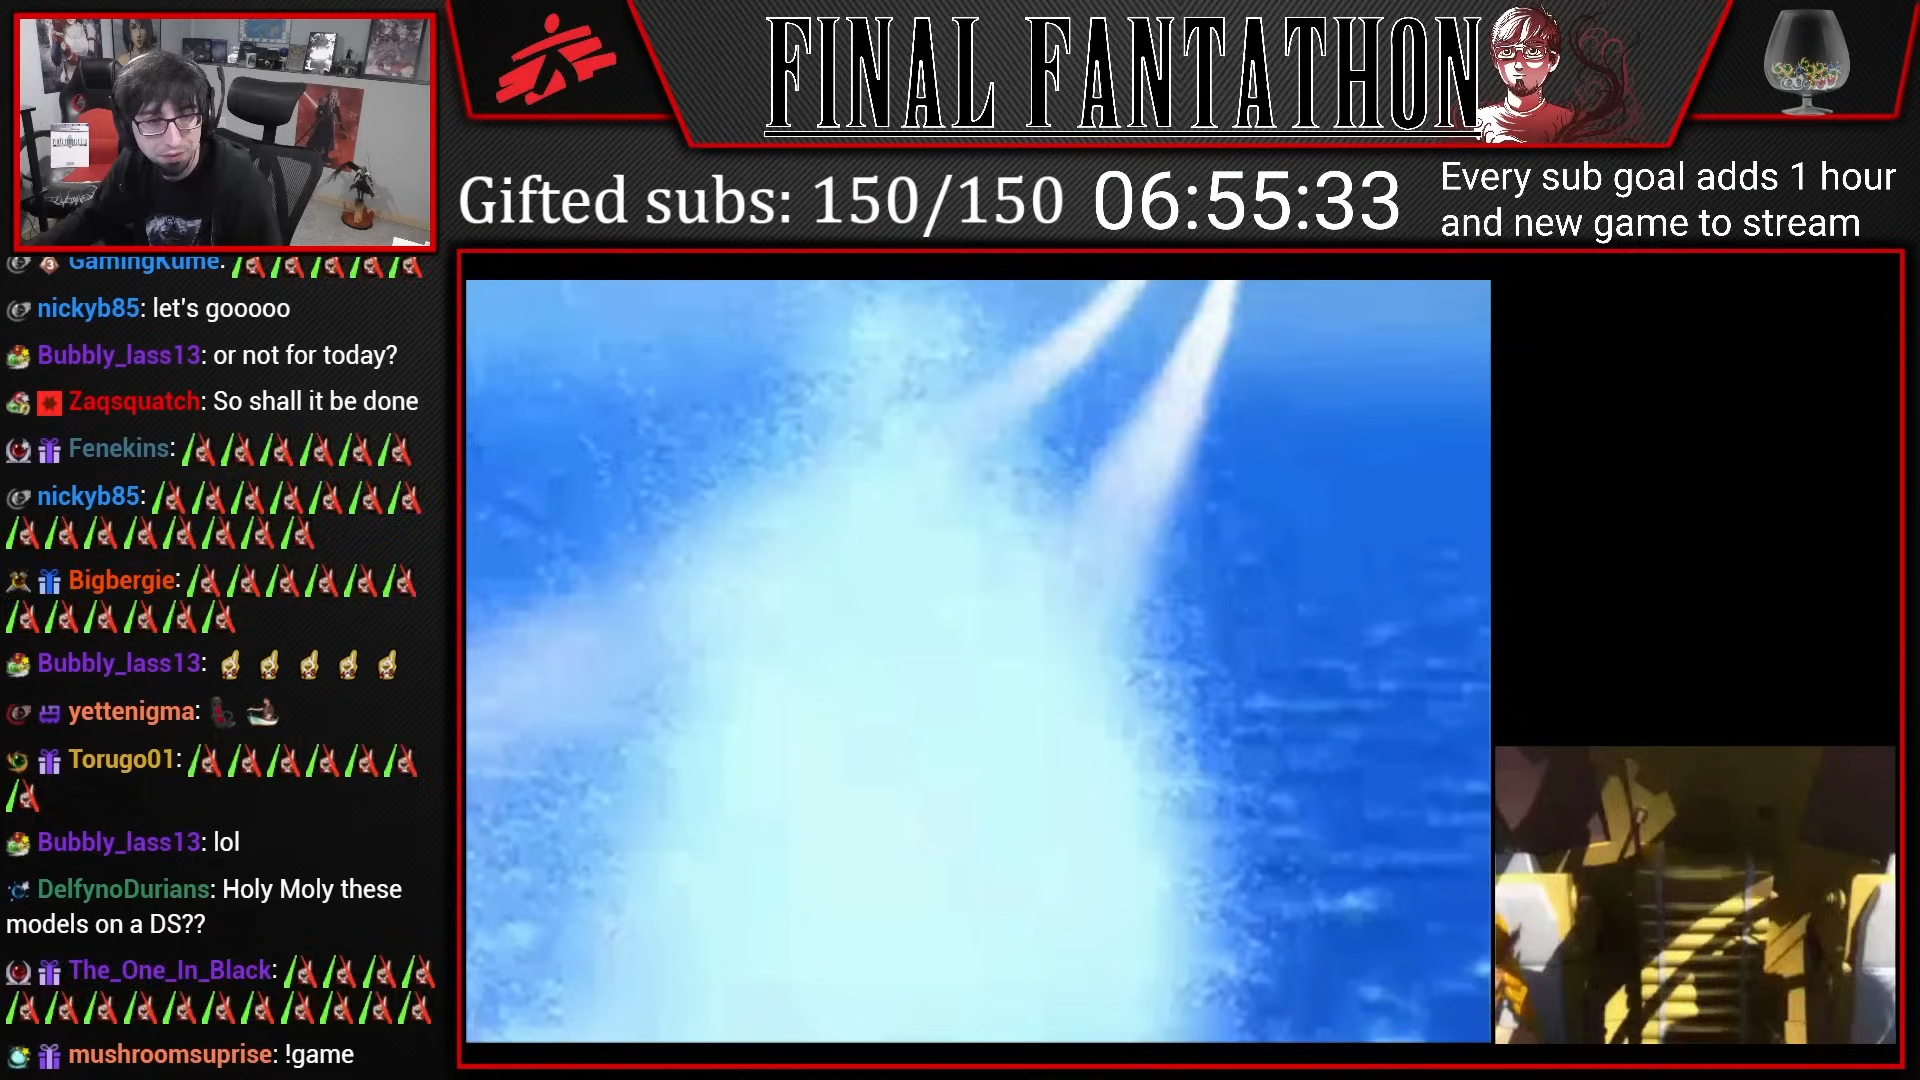 FINAL FANTATHON
Gifted subs: 150/150
06:55:33
Every sub goal adds 1 hour
and new game to stream
GamingKume:
nickyb85: let's gooooo
Bubbly_lass13: or not for today?
Zaqsquatch: So shall it be done
Fenekins:
nickyb85:
Bigbergie:
Bubbly_lass13:
yettenigma:
Torugo01:
Bubbly_lass13: lol
DelfynoDurians: Holy Moly these
models on a DS??
The_One_In_Black:
mushroomsuprise: !game